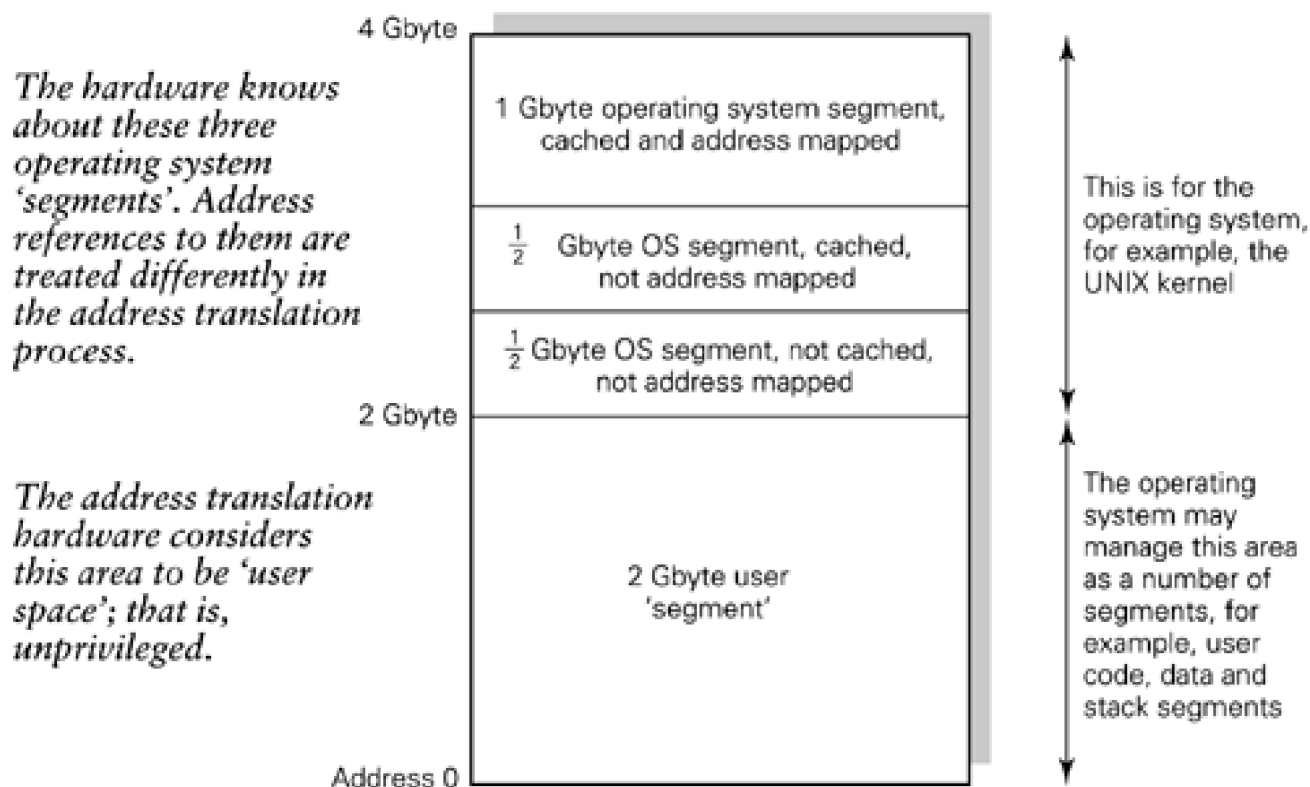 4 Gbyte
The hardware knows
about these three
operating system
‘segments’. Address
references to them are
treated differently in
the address translation
process.
1 Gbyte operating system segment,
cached and address mapped
1/2 Gbyte OS segment, cached,
not address mapped
1/2 Gbyte OS segment, not cached,
not address mapped
This is for the
operating system,
for example, the
UNIX kernel
2 Gbyte
The address translation
hardware considers
this area to be ‘user
space’; that is,
unprivileged.
2 Gbyte user
‘segment’
The operating
system may
manage this area
as a number of
segments, for
example, user
code, data and
stack segments
Address 0